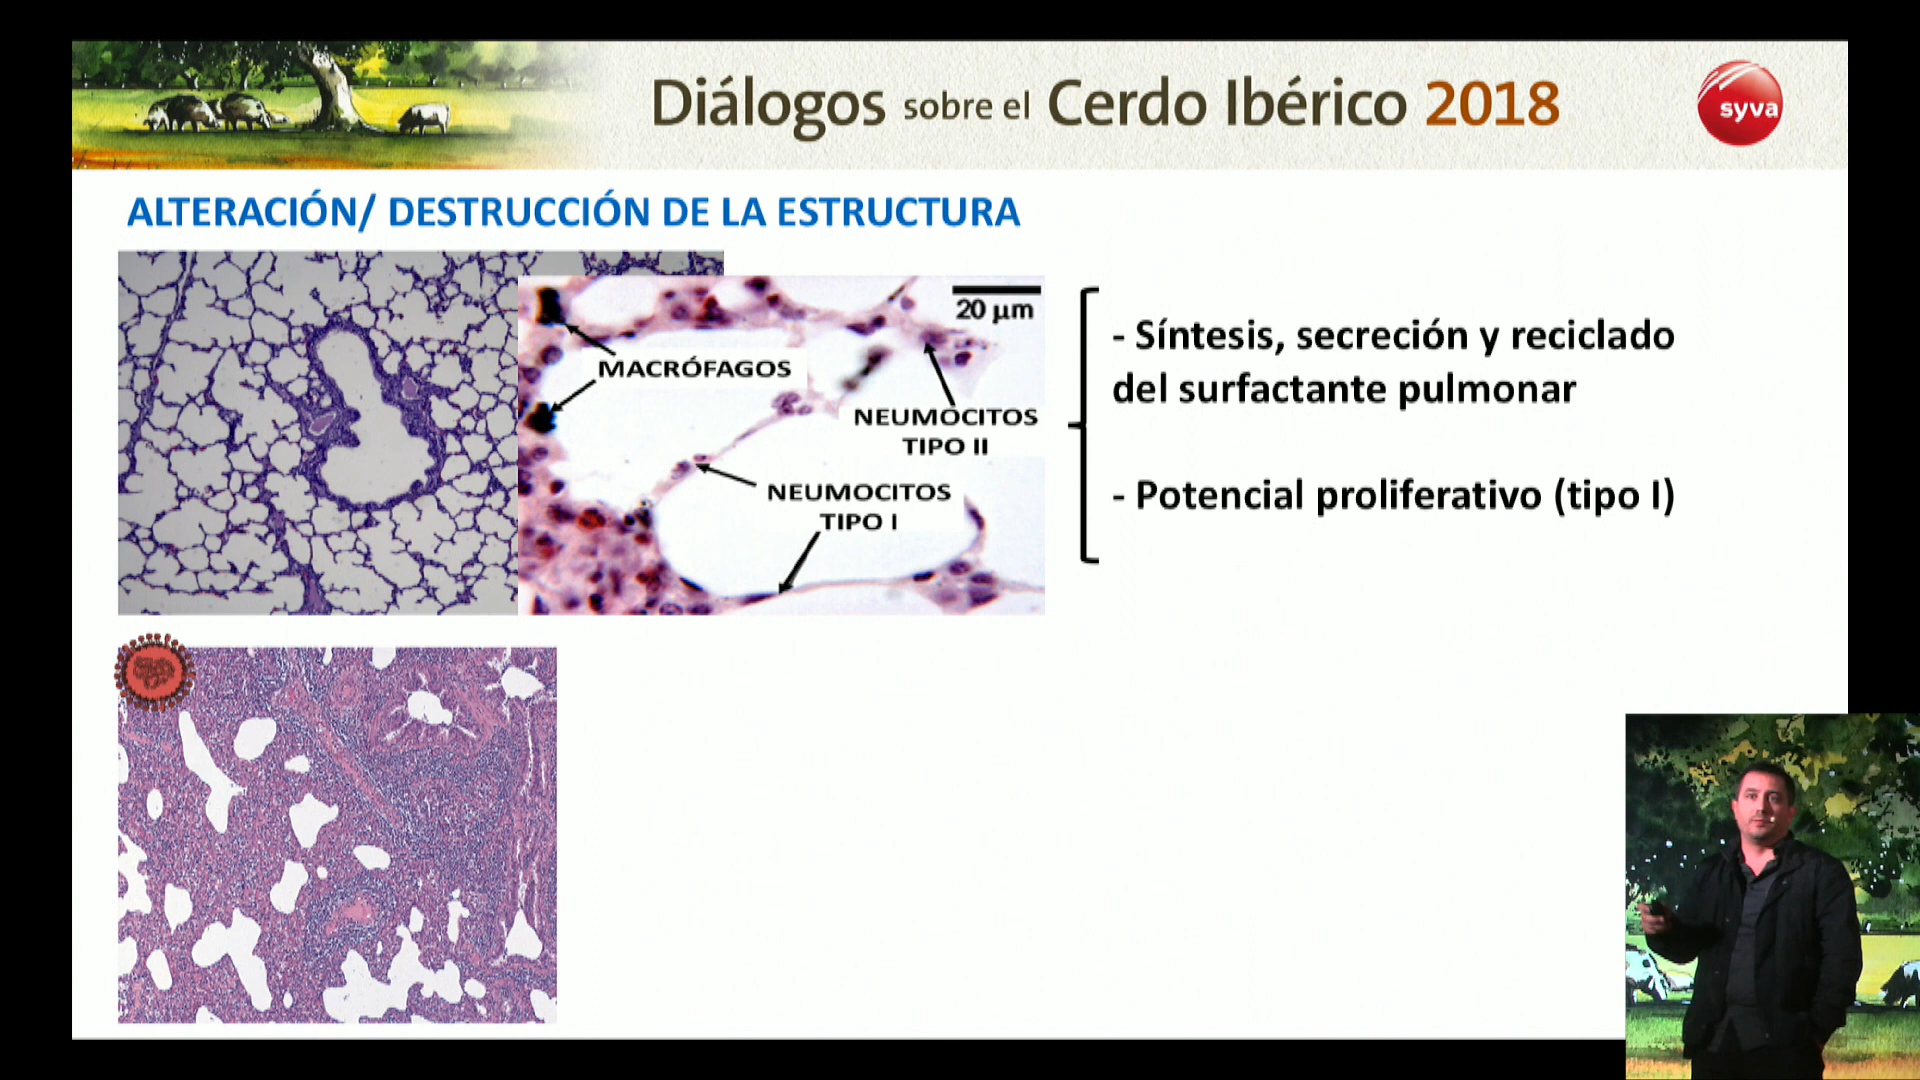 Diálogos sobre el Cerdo Ibérico 2018
syva
ALTERACIÓN/ DESTRUCCIÓN DE LA ESTRUCTURA
20 µm
MACRÓFAGOS
NEUMOCITOS
TIPO II
NEUMOCITOS
TIPO I
- Síntesis, secreción y reciclado
del surfactante pulmonar
- Potencial proliferativo (tipo I)